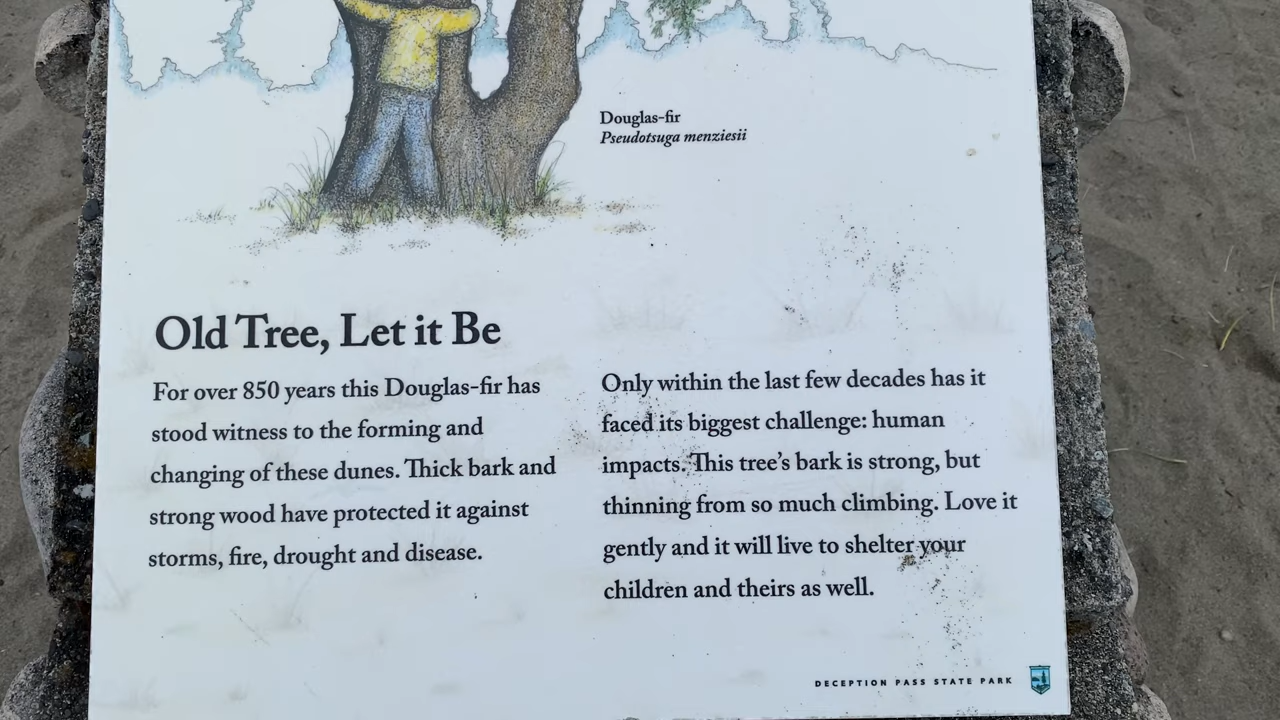 Douglas-fir
Pseudotsuga menziesii
Old Tree, Let it Be
For over 850 years this Douglas-fir has
stood witness to the forming and
changing of these dunes. Thick bark and
strong wood have protected it against
storms, fire, drought and disease.
Only within the last few decades has it
faced its biggest challenge: human
impacts. This tree's bark is strong, but
thinning from so much climbing. Love it
gently and it will live to shelter your
children and theirs as well.
DECEPTION PASS STATE PARK